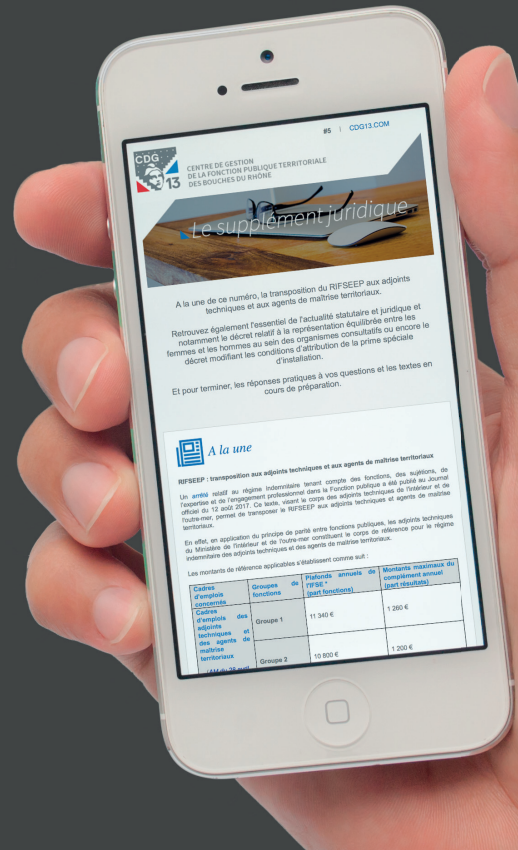 #5 | CDG13.COM
CDG
13
CENTRE DE GESTION
DE LA FONCTION PUBLIQUE TERRITORIALE
DES BOUCHES DU RHÔNE
Le supplément juridique
A la une de ce numéro, la transposition du RIFSEEP aux adjoints
techniques et aux agents de maîtrise territoriaux.
Retrouvez également l'essentiel de l'actualité statutaire et juridique et
notamment le décret relatif à la représentation équilibrée entre les
femmes et les hommes au sein des organismes consultatifs ou encore le
décret modifiant les conditions d'attribution de la prime spéciale
d'installation.
Et pour terminer, les réponses pratiques à vos questions et les textes en
cours de préparation.
A la une
RIFSEEP : transposition aux adjoints techniques et aux agents de maîtrise territoriaux
Un arrêté relatif au régime indemnitaire tenant compte des fonctions, des sujétions, de
l'expertise et de l'engagement professionnel dans la Fonction publique a été publié au Journal
officiel du 12 août 2017. Ce texte, visant le corps des adjoints techniques de l'intérieur et de
l'outre-mer, permet de transposer le RIFSEEP aux adjoints techniques et agents de maîtrise
territoriaux.
En effet, en application du principe de parité entre fonctions publiques, les adjoints techniques
du Ministère de l'intérieur et de l'outre-mer constituent le corps de référence pour le régime
indemnitaire des adjoints techniques et des agents de maîtrise territoriaux.
Les montants de référence applicables s'établissent comme suit :
Cadres
d'emplois
concernés
Groupes de
fonctions
Plafonds annuels de
l'IFSE *
(part fonctions)
Montants maximaux du
complément annuel
(part résultats)
Cadres
d'emplois des
adjoints
techniques et
des agents de
maîtrise
territoriaux
Groupe 1
11 340 €
1 260 €
Groupe 2
10 800 €
1 200 €